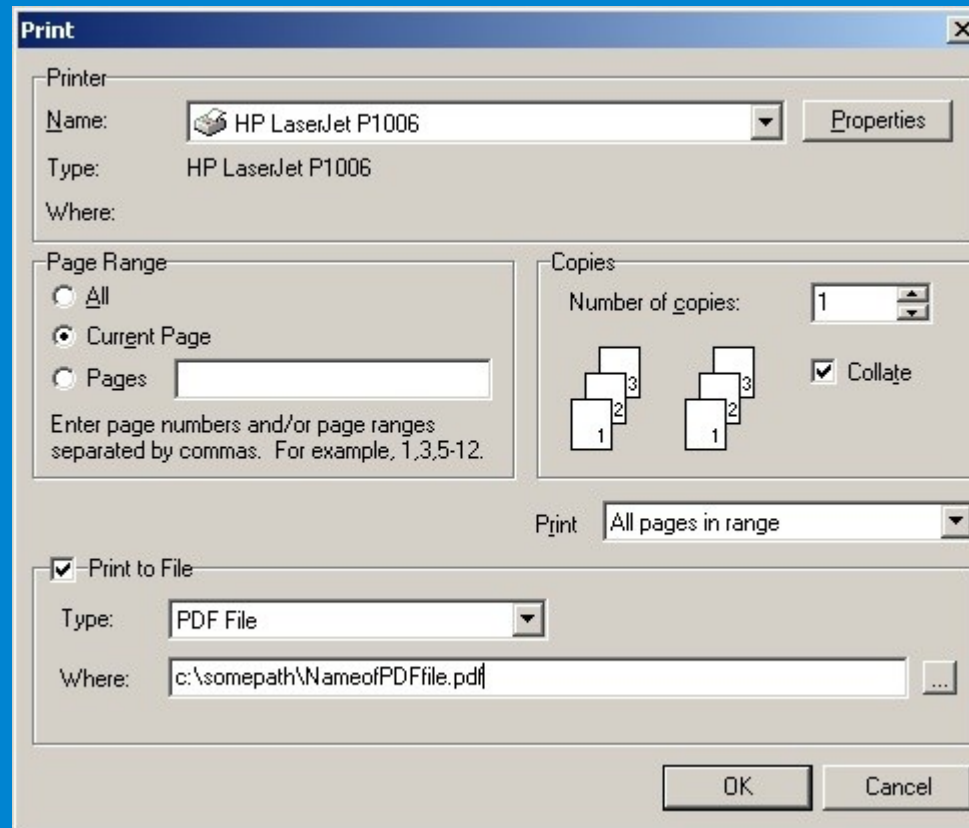 Print
Printer
Name: HP LaserJet P1006 Properties
Type: HP LaserJet P1006
Where:
Page Range
All
Current Page
Pages
Enter page numbers and/or page ranges
separated by commas. For example, 1,3,5-12.
Copies
Number of copies: 1
3 3
2 2
1 1
Collate
Print All pages in range
Print to File
Type: PDF File
Where: c:\somepath\NameofPDFfile.pdf ...
OK Cancel